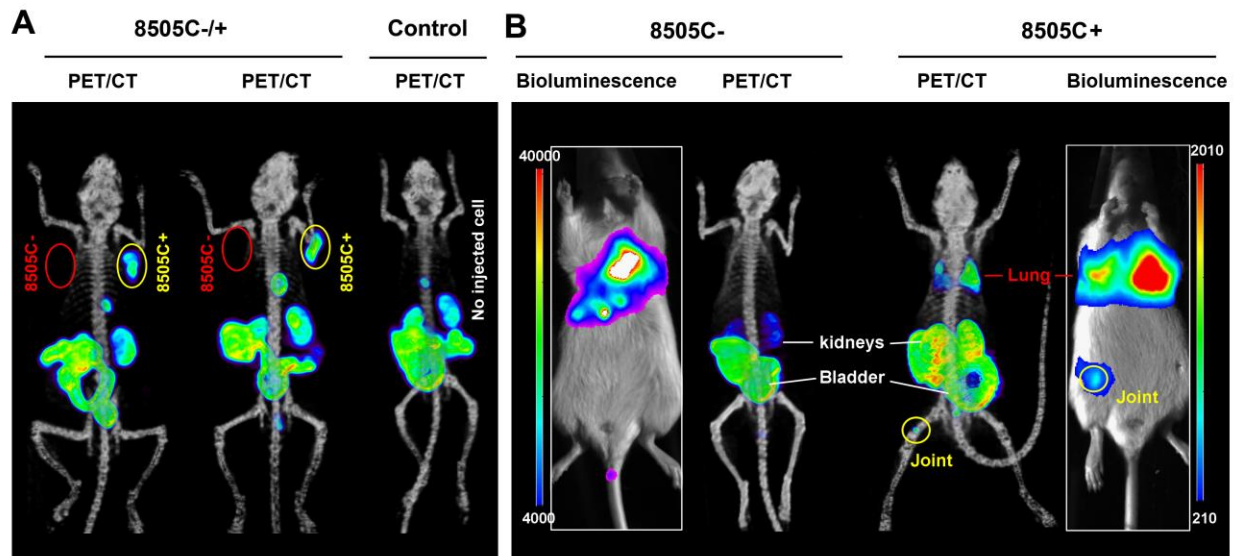 A
8505C-/+
Control
PET/CT
PET/CT
PET/CT
8505C-
8505C+
8505C-
8505C+
No injected cell
B
8505C-
8505C+
Bioluminescence
PET/CT
PET/CT
Bioluminescence
40000
4000
Lung
kidneys
Bladder
Joint
Joint
2010
210